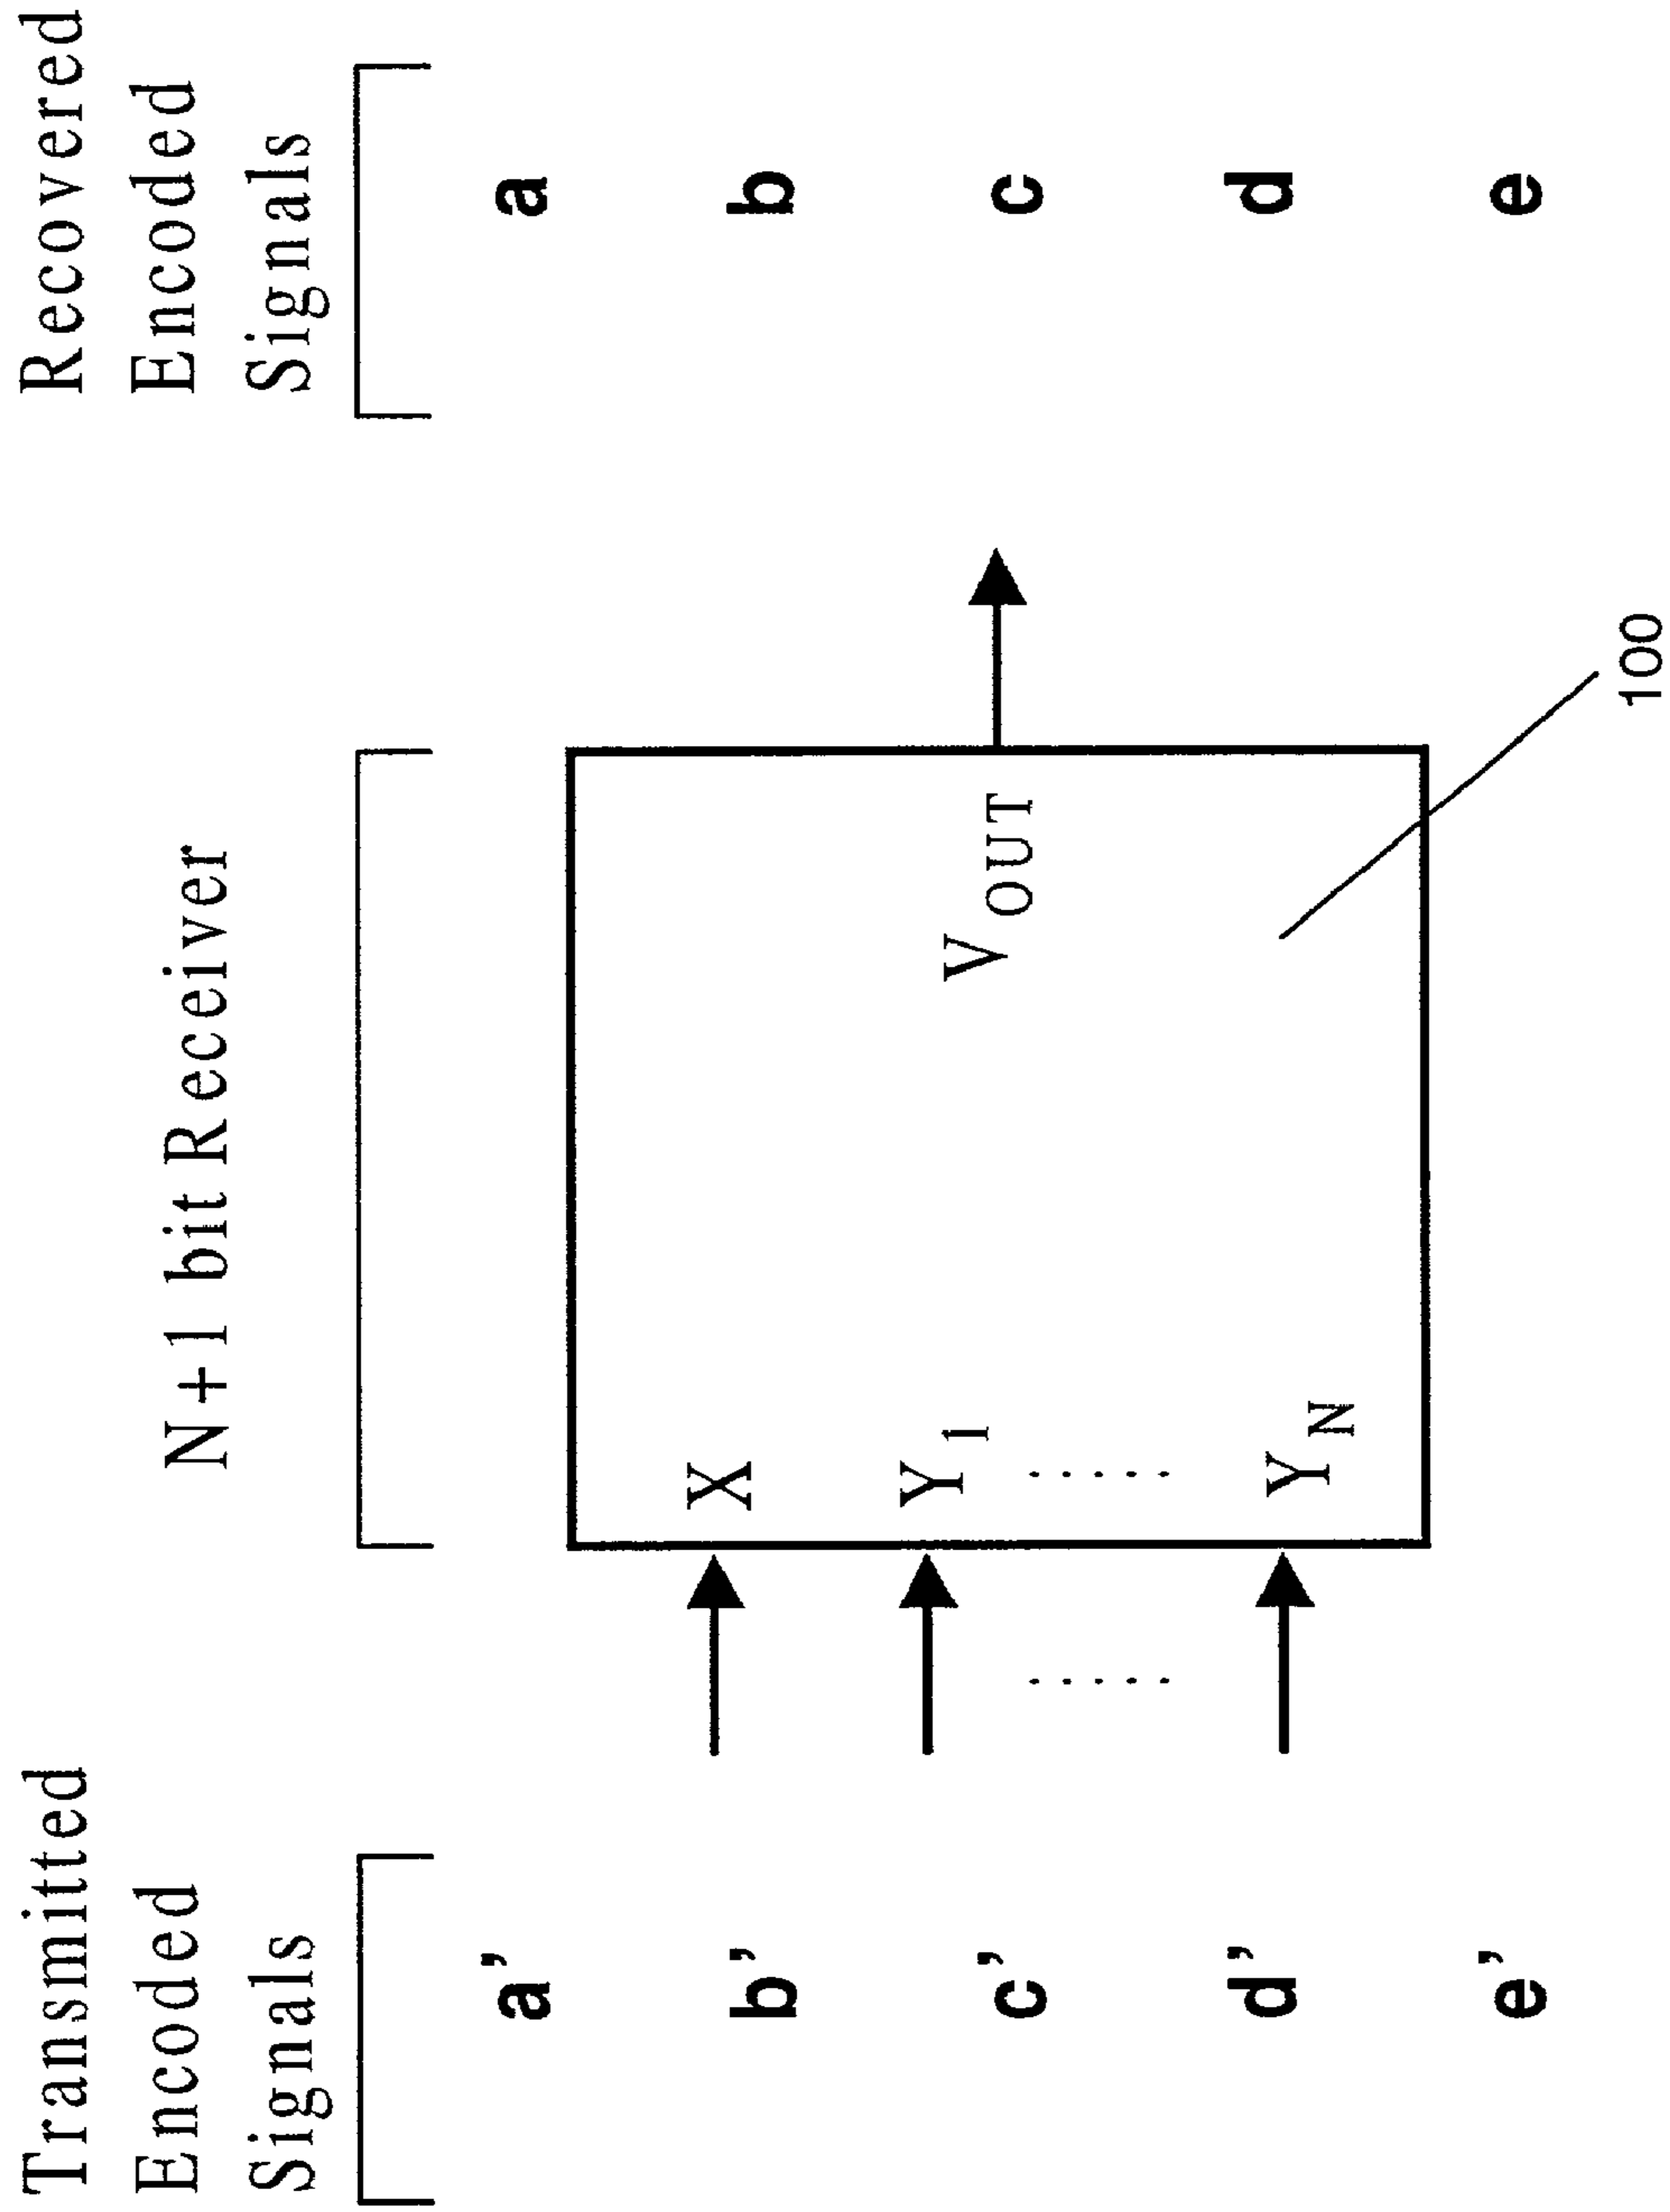 Transmitted
Encoded
Signals
a'
b'
c'
d'
e'
N+1 bit Receiver
X
Y1
.....
.....
YN
VOUT
100
Recovered
Encoded
Signals
a
b
c
d
e